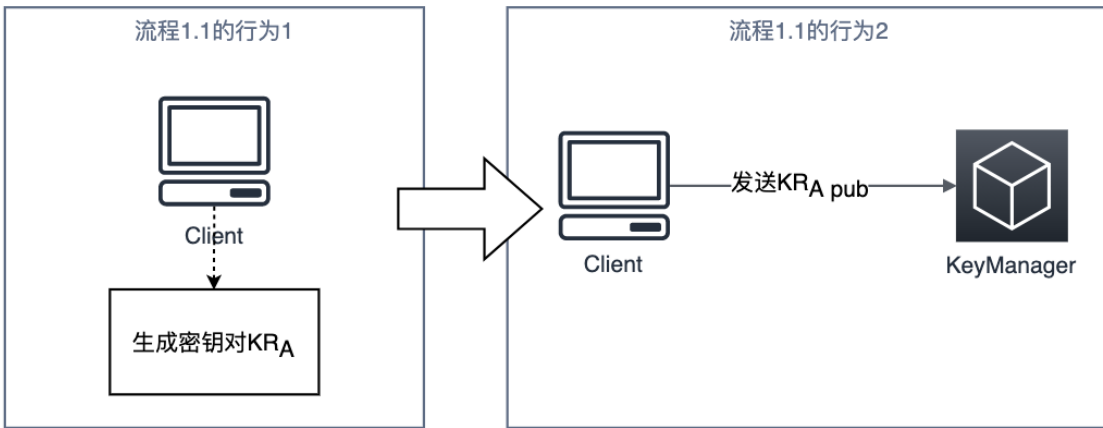 流程1.1的行为1
Client
生成密钥对KRA
流程1.1的行为2
Client
发送KRA pub
KeyManager